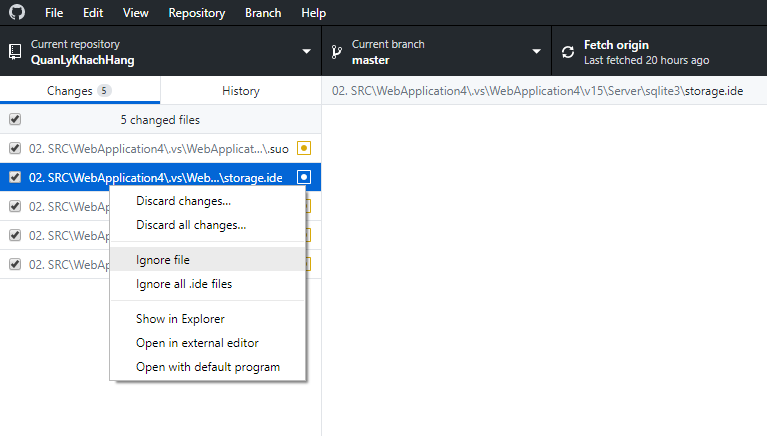 File Edit View Repository Branch Help
Current repository
QuanLyKhachHang
Current branch
master
Fetch origin
Last fetched 20 hours ago
Changes 5
History
02. SRC\WebApplication4\.vs\WebApplication4\v15\Server\sqlite3\storage.ide
5 changed files
02. SRC\WebApplication4\.vs\WebApplicat...\.suo
02. SRC\WebApplication4\.vs\Web...\storage.ide
02. SRC\WebAp
02. SRC\WebAp
02. SRC\WebAp
Discard changes...
Discard all changes...
Ignore file
Ignore all .ide files
Show in Explorer
Open in external editor
Open with default program